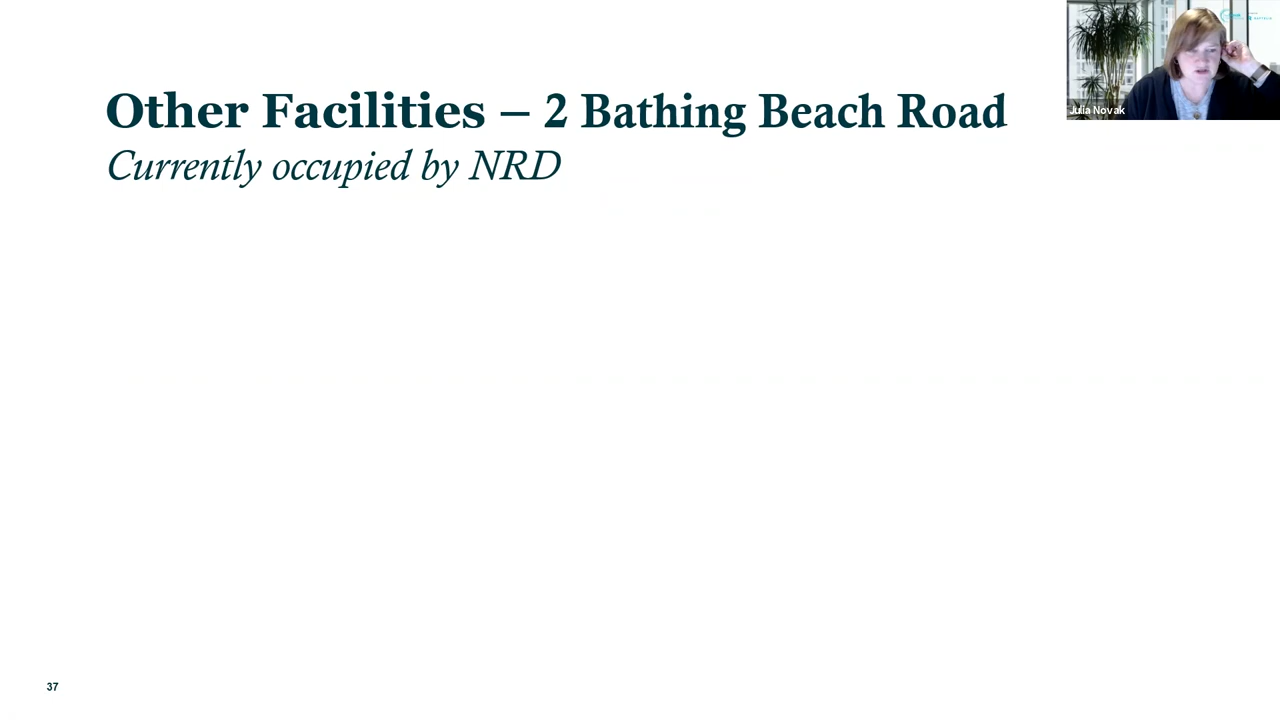 Other Facilities – 2 Bathing Beach Road
Currently occupied by NRD
Julia Novak
37